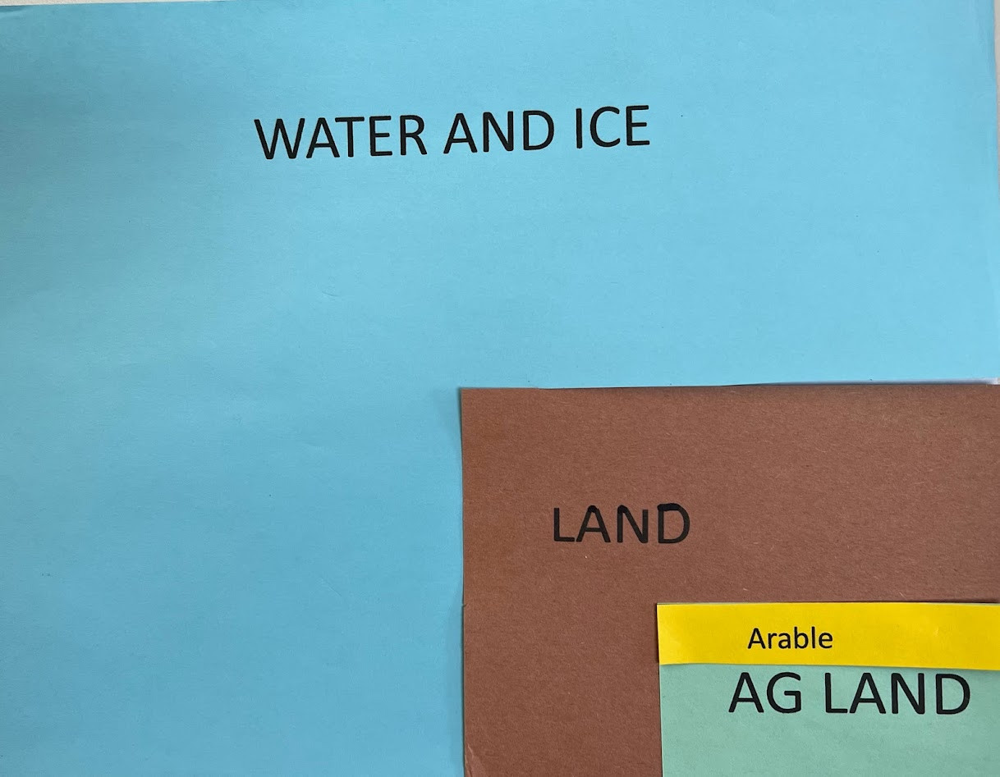 WATER AND ICE
LAND
Arable
AG LAND